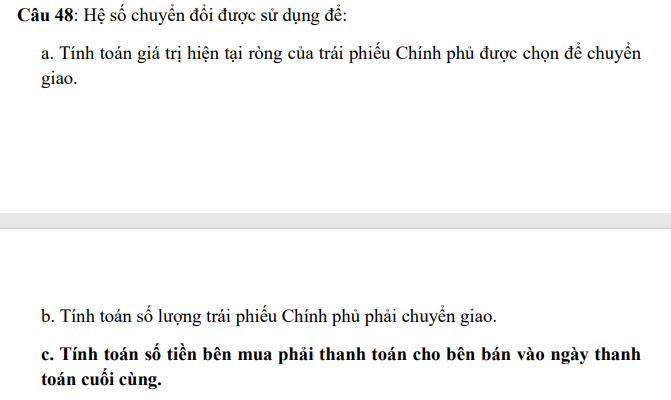 Câu 48: Hệ số chuyển đổi được sử dụng để:
a. Tính toán giá trị hiện tại ròng của trái phiếu Chính phủ được chọn để chuyển
giao.
b. Tính toán số lượng trái phiếu Chính phủ phải chuyển giao.
c. Tính toán số tiền bên mua phải thanh toán cho bên bán vào ngày thanh
toán cuối cùng.